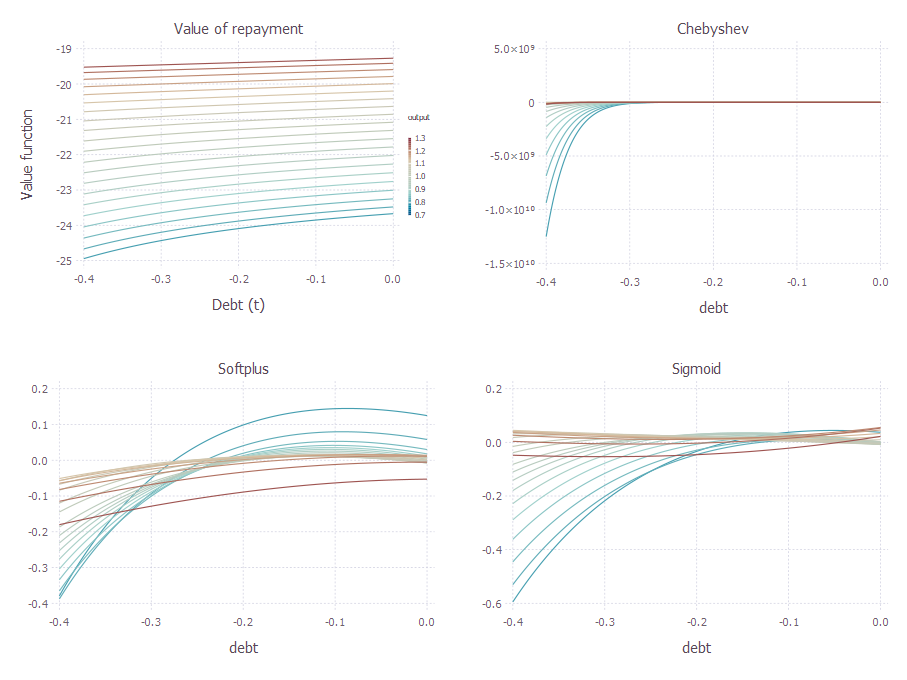 Value of repayment
Value function
-19
-20
-21
-22
-23
-24
-25
-0.4 -0.3 -0.2 -0.1 0.0
Debt (t)
output
1.3
1.2
1.1
1.0
0.9
0.8
0.7
Chebyshev
5.0×10⁹
0
-5.0×10⁹
-1.0×10¹⁰
-1.5×10¹⁰
-0.4 -0.3 -0.2 -0.1 0.0
debt
Softplus
0.2
0.1
0.0
-0.1
-0.2
-0.3
-0.4
-0.4 -0.3 -0.2 -0.1 0.0
debt
Sigmoid
0.2
0.0
-0.2
-0.4
-0.6
-0.4 -0.3 -0.2 -0.1 0.0
debt